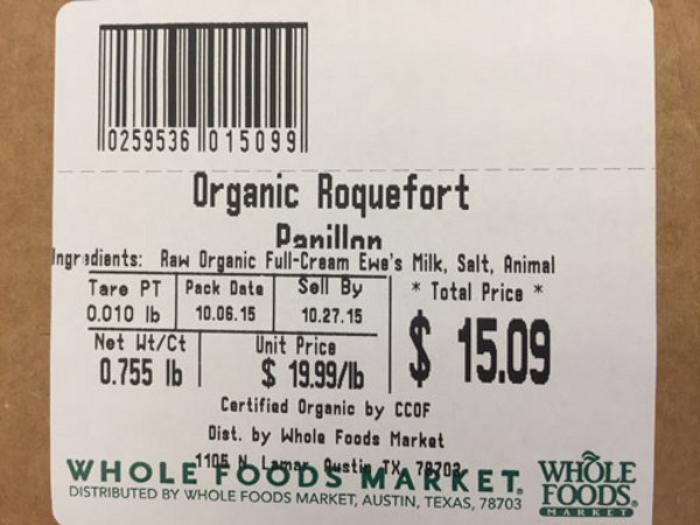 0259536 015099
Organic Roquefort
Papillon
Ingredients: Raw Organic Full-Cream Ewe's Milk, Salt, Animal
Tare PT Pack Date Sell By * Total Price *
0.010 lb 10.06.15 10.27.15
$ 15.09
Net Wt/Ct Unit Price
0.755 lb $ 19.99/lb
Certified Organic by CCOF
Dist. by Whole Foods Market
1105 N Lamar Austin TX, 78703
WHOLE FOODS MARKET.
DISTRIBUTED BY WHOLE FOODS MARKET, AUSTIN, TEXAS, 78703
WHOLE
FOODS
MARKET